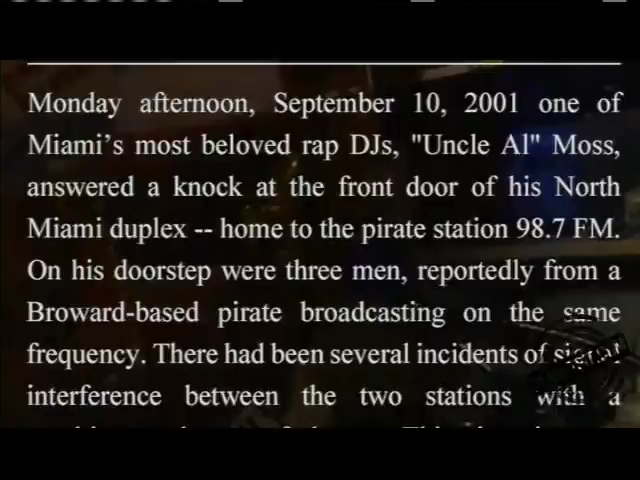 Monday afternoon, September 10, 2001 one of
Miami's most beloved rap DJs, "Uncle Al" Moss,
answered a knock at the front door of his North
Miami duplex -- home to the pirate station 98.7 FM.
On his doorstep were three men, reportedly from a
Broward-based pirate broadcasting on the same
frequency. There had been several incidents of signal
interference between the two stations with a